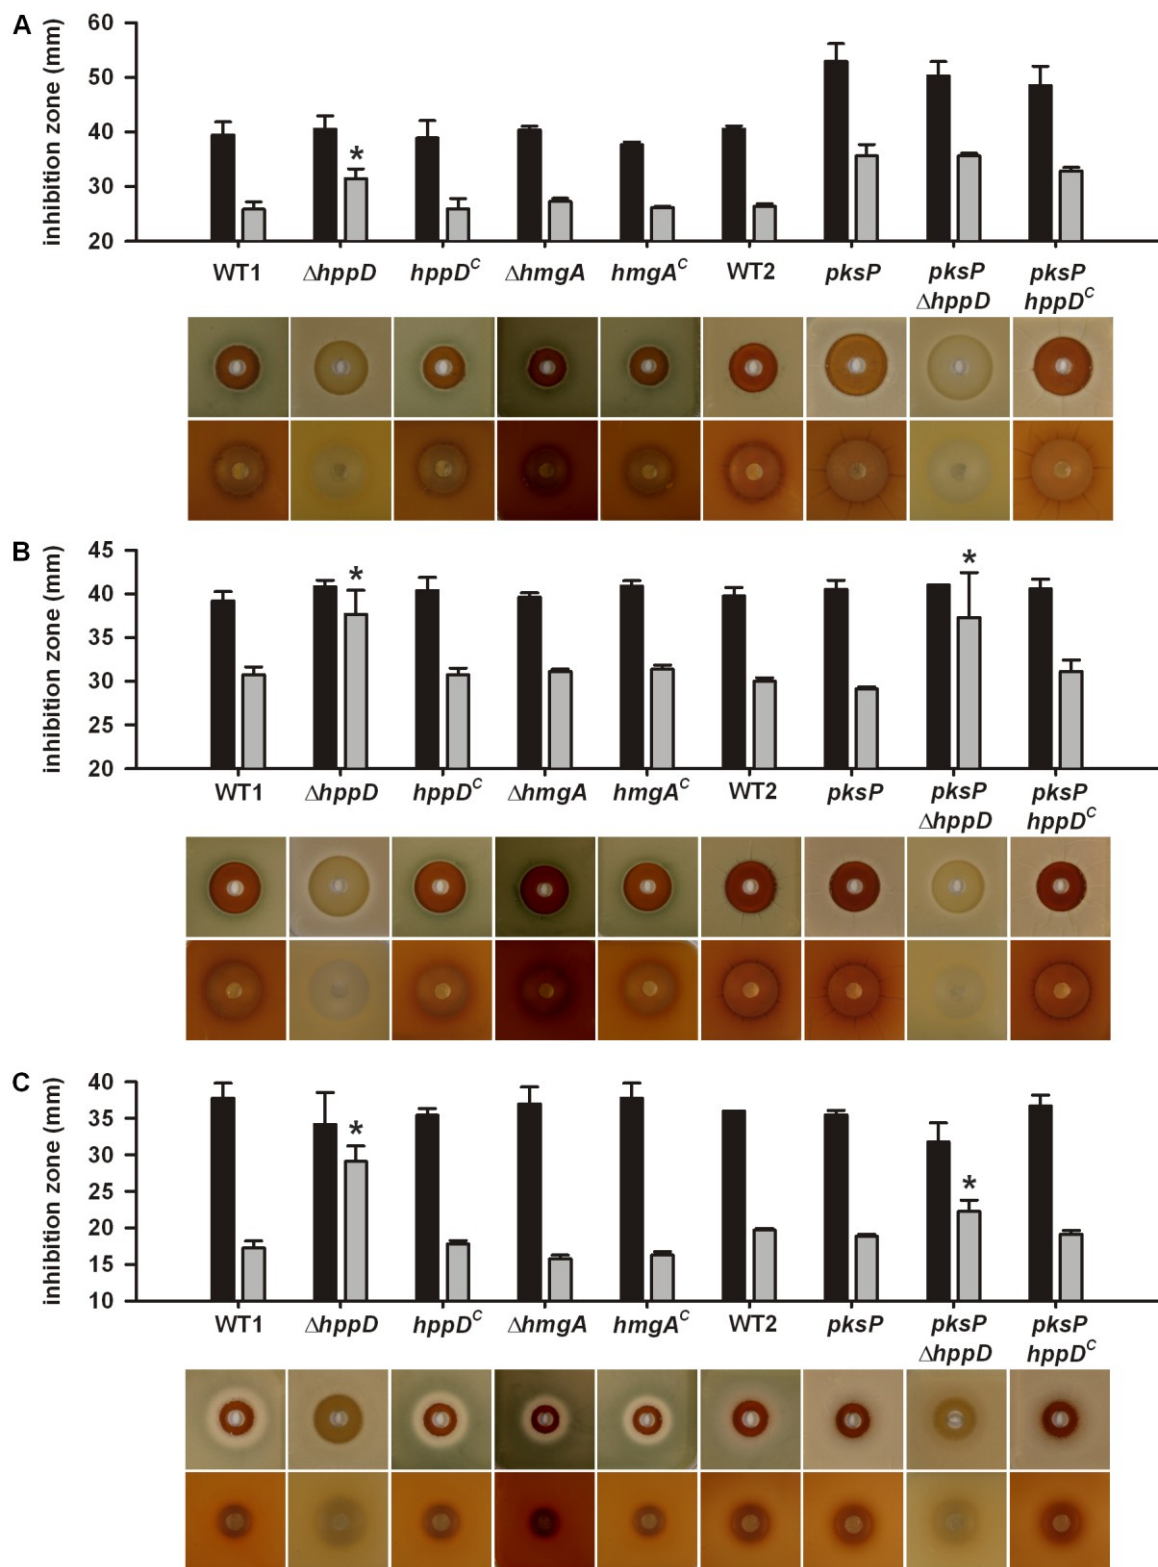 A
inhibition zone (mm)
60
50
40
30
20
*
WT1 ΔhppD hppD^C ΔhmgA hmgA^C WT2 pksP pksP pksP
ΔhppD hppD^C
B
inhibition zone (mm)
45
40
35
30
25
20
* *
WT1 ΔhppD hppD^C ΔhmgA hmgA^C WT2 pksP pksP pksP
ΔhppD hppD^C
C
inhibition zone (mm)
40
35
30
25
20
15
10
* *
WT1 ΔhppD hppD^C ΔhmgA hmgA^C WT2 pksP pksP pksP
ΔhppD hppD^C